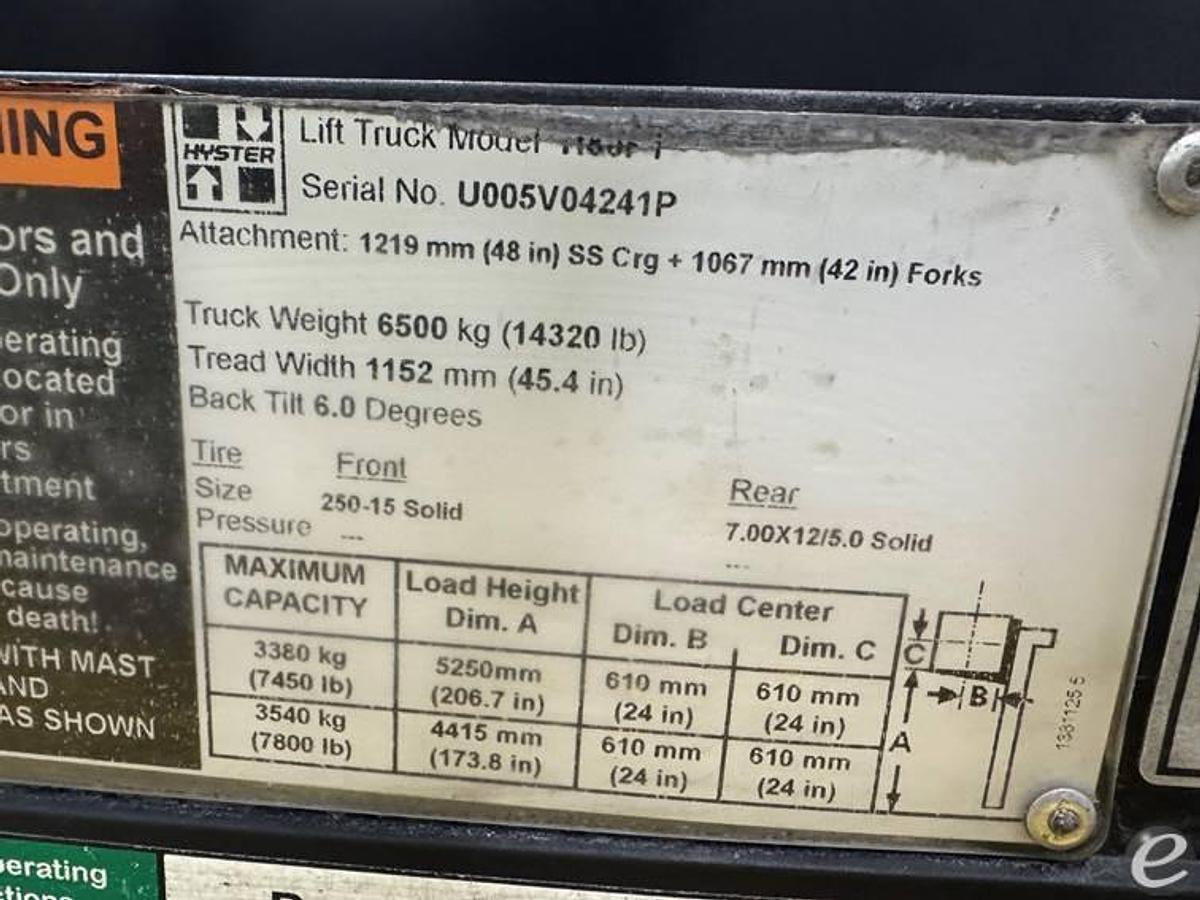 NING
ors and
Only
erating
ocated
or in
rs
tment
operating,
maintenance
cause
death!
WITH MAST
AND
AS SHOWN
HYSTER
Lift Truck Model
Serial No. U005V04241P
Attachment: 1219 mm (48 in) SS Crg + 1067 mm (42 in) Forks
Truck Weight 6500 kg (14320 lb)
Tread Width 1152 mm (45.4 in)
Back Tilt 6.0 Degrees
Tire Front Rear
Size 250-15 Solid 7.00X12/5.0 Solid
Pressure --- ---
MAXIMUM CAPACITY Load Height Dim. A Load Center Dim. B Dim. C
3380 kg 5250mm 610 mm 610 mm
(7450 lb) (206.7 in) (24 in) (24 in)
3540 kg 4415 mm 610 mm 610 mm
(7800 lb) (173.8 in) (24 in) (24 in)
C
B
A
erating
e